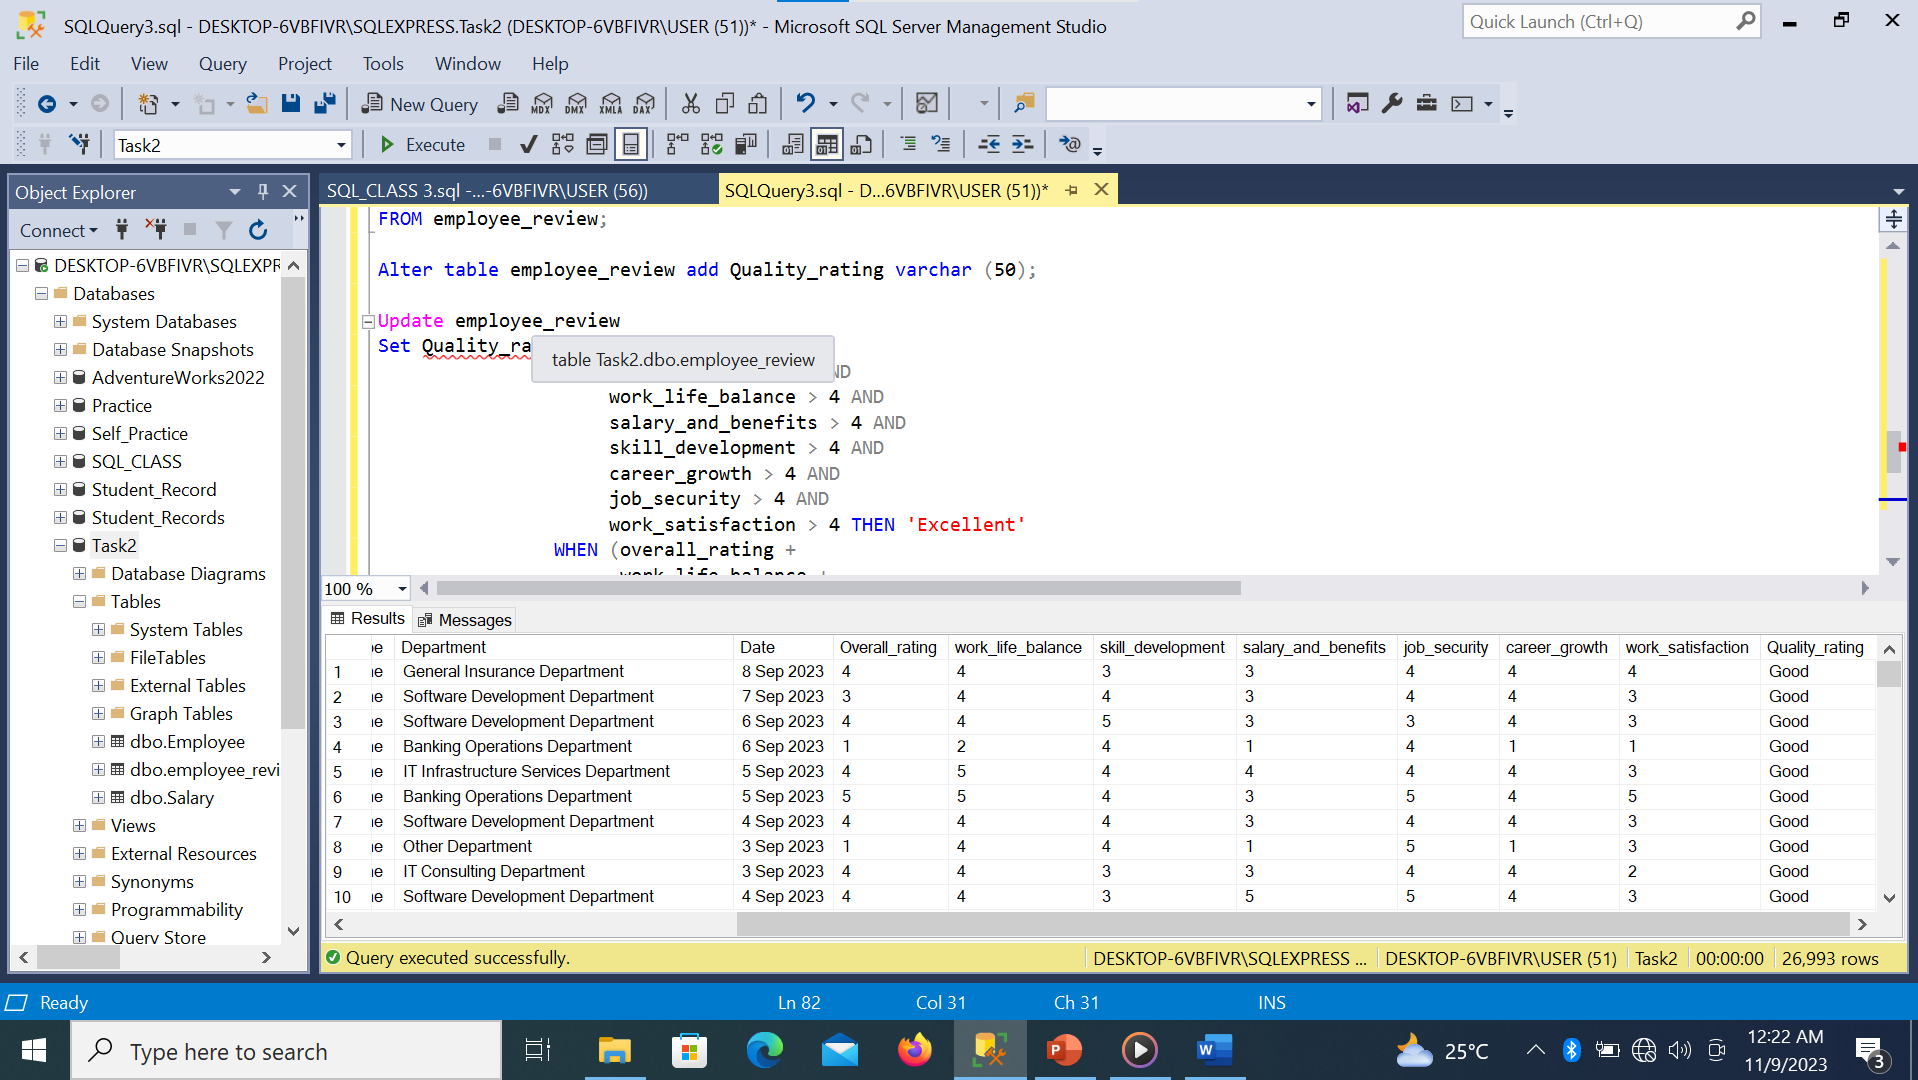 SQLQuery3.sql - DESKTOP-6VBFIVR\SQLEXPRESS.Task2 (DESKTOP-6VBFIVR\USER (51))* - Microsoft SQL Server Management Studio
Quick Launch (Ctrl+Q)
File Edit View Query Project Tools Window Help
New Query MDX DMX XMLA DAX
Task2 Execute
Object Explorer
SQL_CLASS 3.sql -...-6VBFIVR\USER (56))
SQLQuery3.sql - D...6VBFIVR\USER (51))*
Connect
DESKTOP-6VBFIVR\SQLEXPR
Databases
System Databases
Database Snapshots
AdventureWorks2022
Practice
Self_Practice
SQL_CLASS
Student_Record
Student_Records
Task2
Database Diagrams
Tables
System Tables
FileTables
External Tables
Graph Tables
dbo.Employee
dbo.employee_revi
dbo.Salary
Views
External Resources
Synonyms
Programmability
Query Store
FROM employee_review;
Alter table employee_review add Quality_rating varchar (50);
Update employee_review
Set Quality_ra
table Task2.dbo.employee_review
ND
work_life_balance > 4 AND
salary_and_benefits > 4 AND
skill_development > 4 AND
career_growth > 4 AND
job_security > 4 AND
work_satisfaction > 4 THEN 'Excellent'
WHEN (overall_rating +
work_life_balance +
100 %
Results Messages
pe Department Date Overall_rating work_life_balance skill_development salary_and_benefits job_security career_growth work_satisfaction Quality_rating
1 ne General Insurance Department 8 Sep 2023 4 4 3 3 4 4 4 Good
2 ne Software Development Department 7 Sep 2023 3 4 4 3 4 4 3 Good
3 ne Software Development Department 6 Sep 2023 4 4 5 3 3 4 3 Good
4 ne Banking Operations Department 6 Sep 2023 1 2 4 1 4 1 1 Good
5 ne IT Infrastructure Services Department 5 Sep 2023 4 5 4 4 4 4 3 Good
6 ne Banking Operations Department 5 Sep 2023 5 5 4 3 5 4 5 Good
7 ne Software Development Department 4 Sep 2023 4 4 4 3 4 4 3 Good
8 ne Other Department 3 Sep 2023 1 4 4 1 5 1 3 Good
9 ne IT Consulting Department 3 Sep 2023 4 4 3 3 4 4 2 Good
10 ne Software Development Department 4 Sep 2023 4 4 3 5 5 4 3 Good
Query executed successfully.
DESKTOP-6VBFIVR\SQLEXPRESS ... DESKTOP-6VBFIVR\USER (51) Task2 00:00:00 26,993 rows
Ready Ln 82 Col 31 Ch 31 INS
Type here to search
25°C
12:22 AM
11/9/2023
3